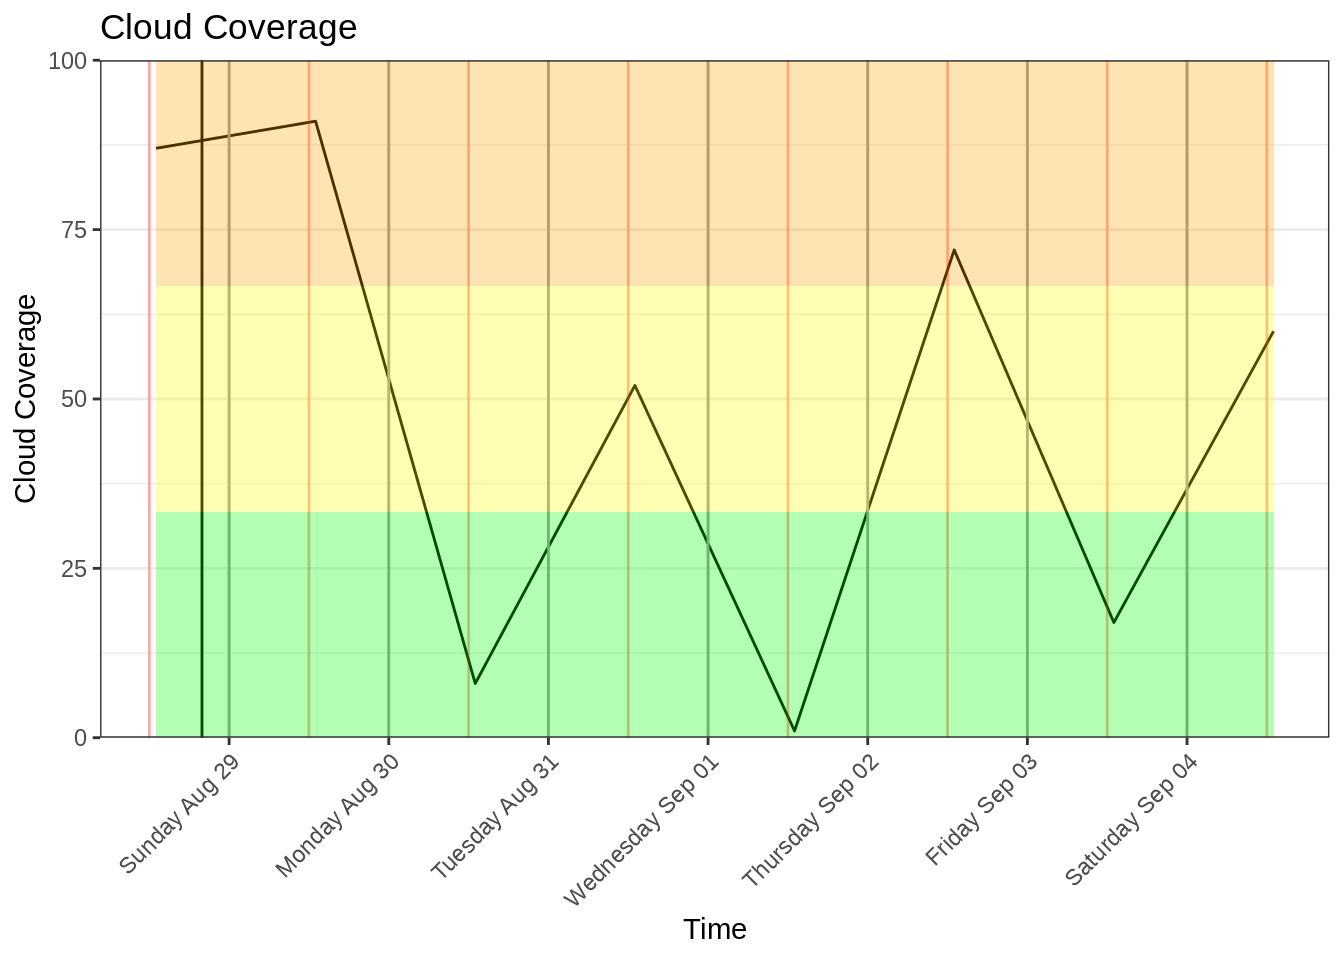 Cloud Coverage
Cloud Coverage
100
75
50
25
0
Sunday Aug 29
Monday Aug 30
Tuesday Aug 31
Wednesday Sep 01
Thursday Sep 02
Friday Sep 03
Saturday Sep 04
Time